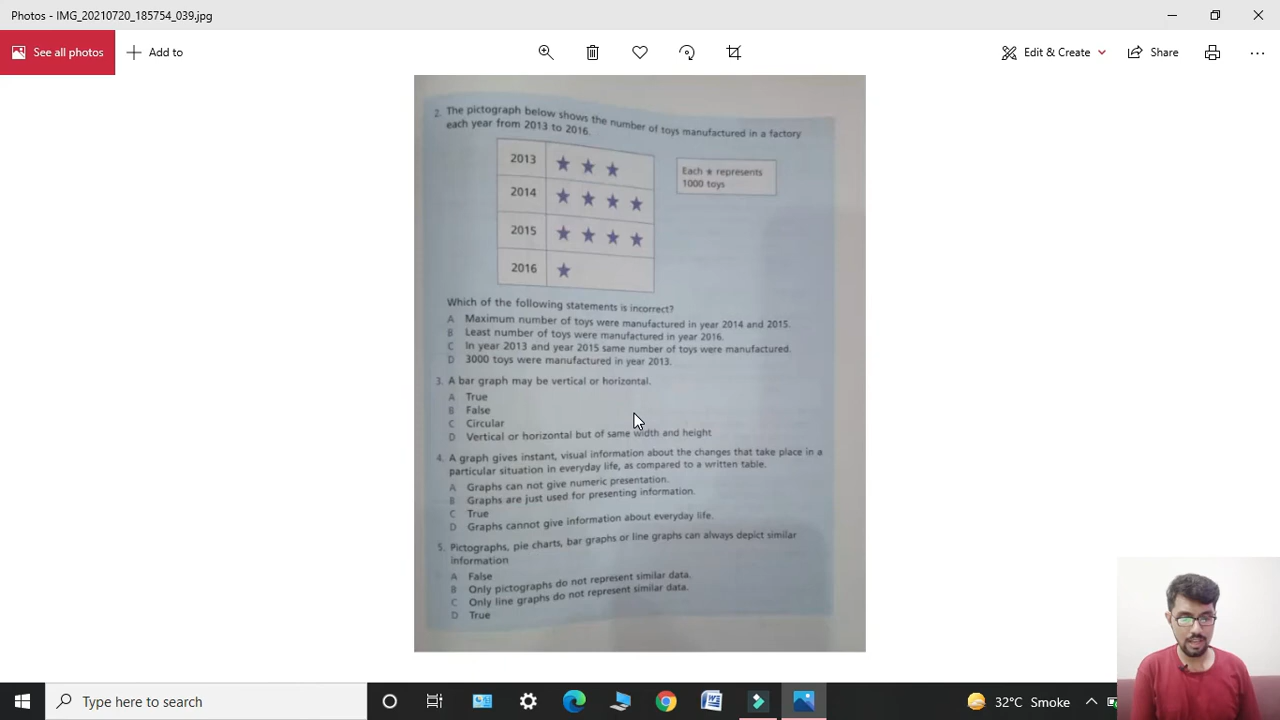 Photos - IMG_20210720_185754_039.jpg
See all photos
Add to
Edit & Create
Share
2. The pictograph below shows the number of toys manufactured in a factory
each year from 2013 to 2016.
2013
Each ★ represents
1000 toys
2014
2015
2016
Which of the following statements is incorrect?
A Maximum number of toys were manufactured in year 2014 and 2015.
B Least number of toys were manufactured in year 2016.
C In year 2013 and year 2015 same number of toys were manufactured.
D 3000 toys were manufactured in year 2013.
3. A bar graph may be vertical or horizontal.
A True
B False
C Circular
D Vertical or horizontal but of same width and height
4. A graph gives instant, visual information about the changes that take place in a
particular situation in everyday life, as compared to a written table.
A Graphs can not give numeric presentation.
B Graphs are just used for presenting information.
C True
D Graphs cannot give information about everyday life.
5. Pictographs, pie charts, bar graphs or line graphs can always depict similar
information
A False
B Only pictographs do not represent similar data.
C Only line graphs do not represent similar data.
D True
Type here to search
32°C Smoke